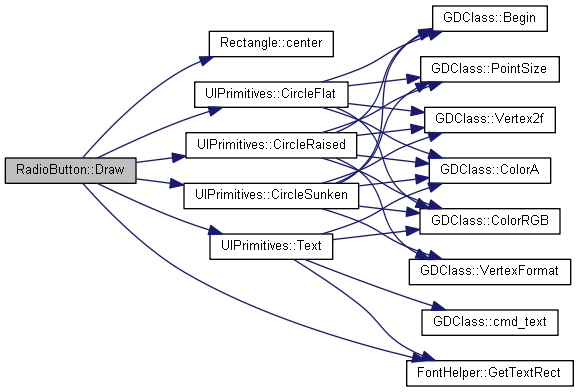 RadioButton::Draw
Rectangle::center
UIPrimitives::CircleFlat
UIPrimitives::CircleRaised
UIPrimitives::CircleSunken
UIPrimitives::Text
GDClass::Begin
GDClass::PointSize
GDClass::Vertex2f
GDClass::ColorA
GDClass::ColorRGB
GDClass::VertexFormat
GDClass::cmd_text
FontHelper::GetTextRect